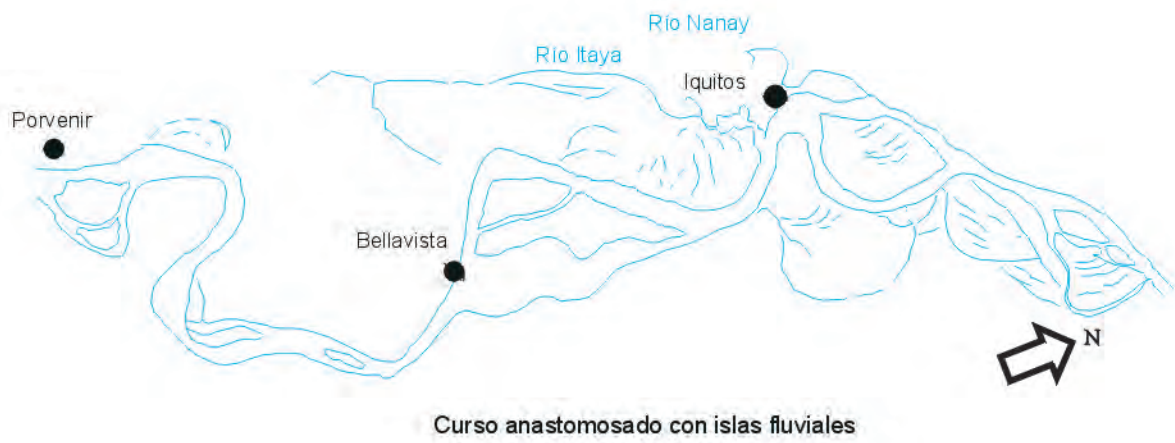 Río Nanay
Río Itaya
Iquitos
Porvenir
Bellavista
N
Curso anastomosado con islas fluviales